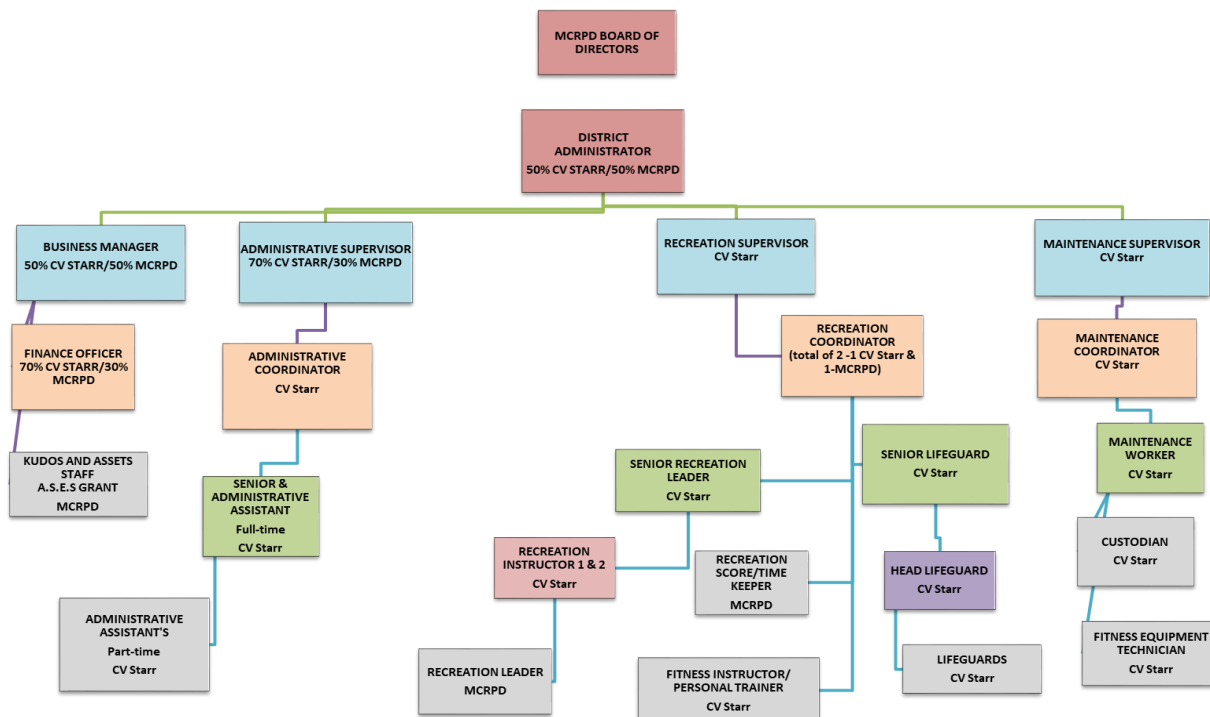 MCRPD BOARD OF
DIRECTORS
DISTRICT
ADMINISTRATOR
50% CV STARR/50% MCRPD
BUSINESS MANAGER
50% CV STARR/50% MCRPD
ADMINISTRATIVE SUPERVISOR
70% CV STARR/30% MCRPD
RECREATION SUPERVISOR
CV Starr
MAINTENANCE SUPERVISOR
CV Starr
FINANCE OFFICER
70% CV STARR/30%
MCRPD
ADMINISTRATIVE
COORDINATOR
CV Starr
RECREATION
COORDINATOR
(total of 2 -1 CV Starr &
1-MCRPD)
MAINTENANCE
COORDINATOR
CV Starr
KUDOS AND ASSETS
STAFF
A.S.E.S GRANT
MCRPD
SENIOR &
ADMINISTRATIVE
ASSISTANT
Full-time
CV Starr
SENIOR RECREATION
LEADER
CV Starr
SENIOR LIFEGUARD
CV Starr
MAINTENANCE
WORKER
CV Starr
RECREATION
INSTRUCTOR 1 & 2
CV Starr
RECREATION
SCORE/TIME
KEEPER
MCRPD
HEAD LIFEGUARD
CV Starr
CUSTODIAN
CV Starr
ADMINISTRATIVE
ASSISTANT'S
Part-time
CV Starr
RECREATION LEADER
MCRPD
FITNESS INSTRUCTOR/
PERSONAL TRAINER
CV Starr
LIFEGUARDS
CV Starr
FITNESS EQUIPMENT
TECHNICIAN
CV Starr